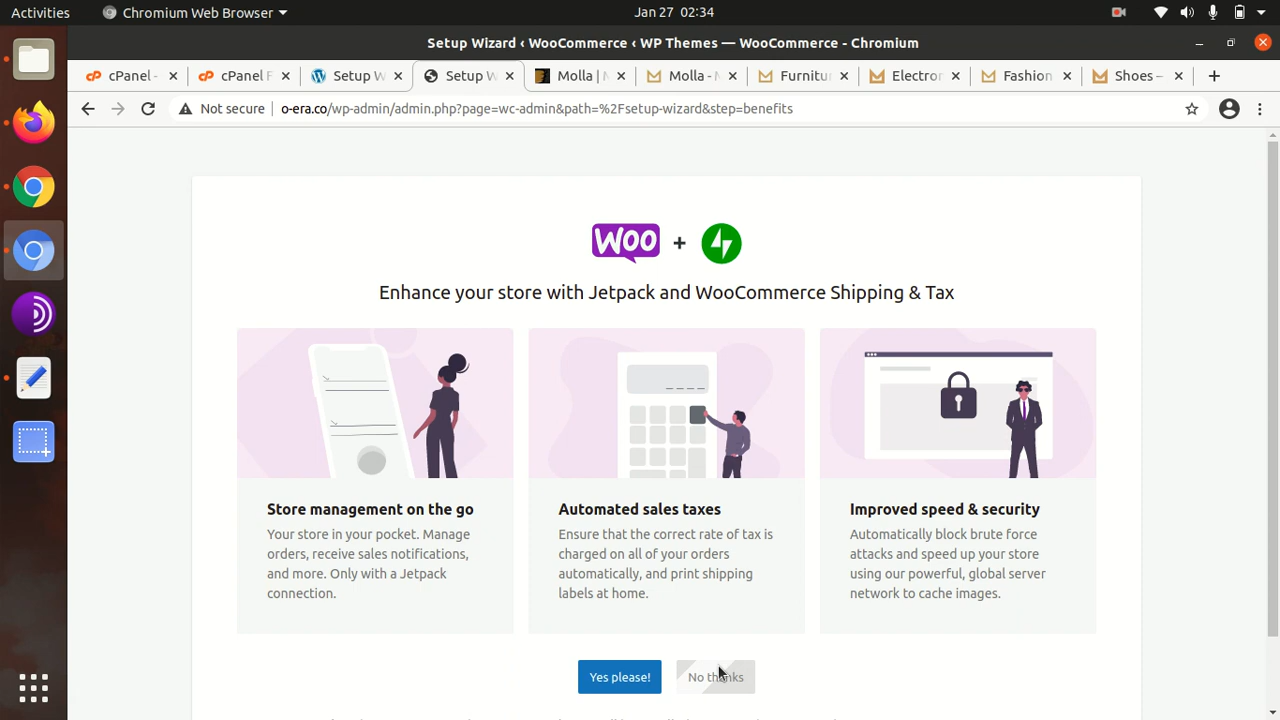 Activities
Chromium Web Browser
Jan 27 02:34
Setup Wizard ‹ WooCommerce ‹ WP Themes — WooCommerce - Chromium
cPanel -
cPanel F
Setup W
Setup W
Molla | M
Molla - M
Furnitur
Electron
Fashion
Shoes –
Not secure
o-era.co/wp-admin/admin.php?page=wc-admin&path=%2Fsetup-wizard&step=benefits
WOO +
Enhance your store with Jetpack and WooCommerce Shipping & Tax
Store management on the go
Your store in your pocket. Manage
orders, receive sales notifications,
and more. Only with a Jetpack
connection.
Automated sales taxes
Ensure that the correct rate of tax is
charged on all of your orders
automatically, and print shipping
labels at home.
Improved speed & security
Automatically block brute force
attacks and speed up your store
using our powerful, global server
network to cache images.
Yes please!
No thanks